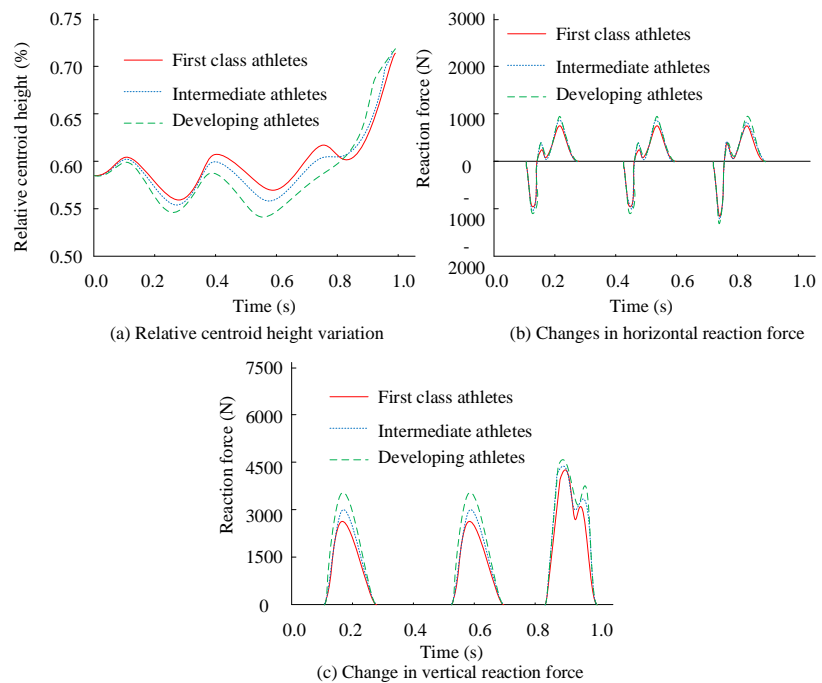 0.75
0.70
0.65
0.60
0.55
0.50
Relative centroid height (%)
First class athletes
Intermediate athletes
Developing athletes
0.0 0.2 0.4 0.6 0.8 1.0
Time (s)
(a) Relative centroid height variation
3000
2000
1000
0
-
1000
-
2000
Reaction force (N)
First class athletes
Intermediate athletes
Developing athletes
0.0 0.2 0.4 0.6 0.8 1.0
Time (s)
(b) Changes in horizontal reaction force
7500
6000
4500
3000
1500
0
Reaction force (N)
First class athletes
Intermediate athletes
Developing athletes
0.0 0.2 0.4 0.6 0.8 1.0
Time (s)
(c) Change in vertical reaction force